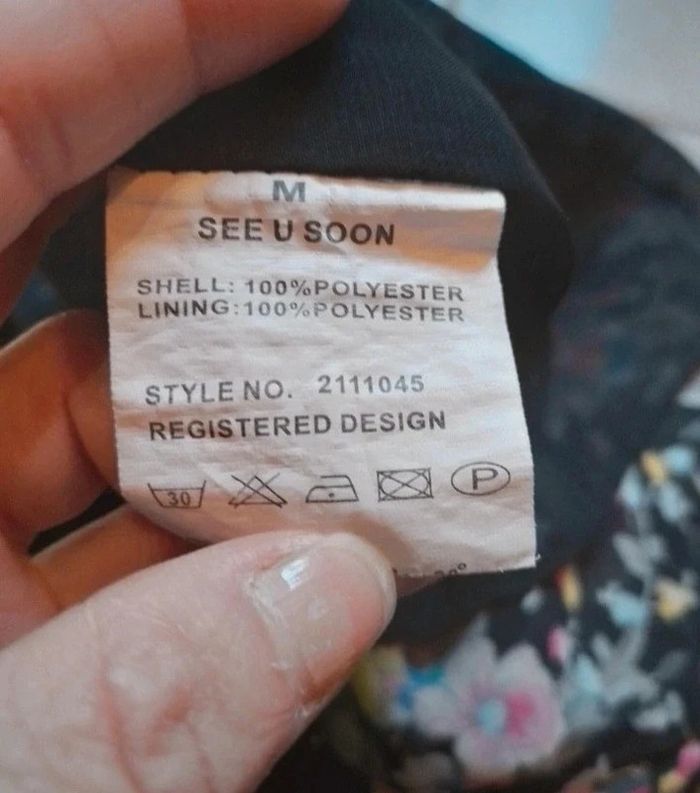 M
SEE U SOON
SHELL: 100%POLYESTER
LINING:100%POLYESTER
STYLE NO. 2111045
REGISTERED DESIGN
30 P